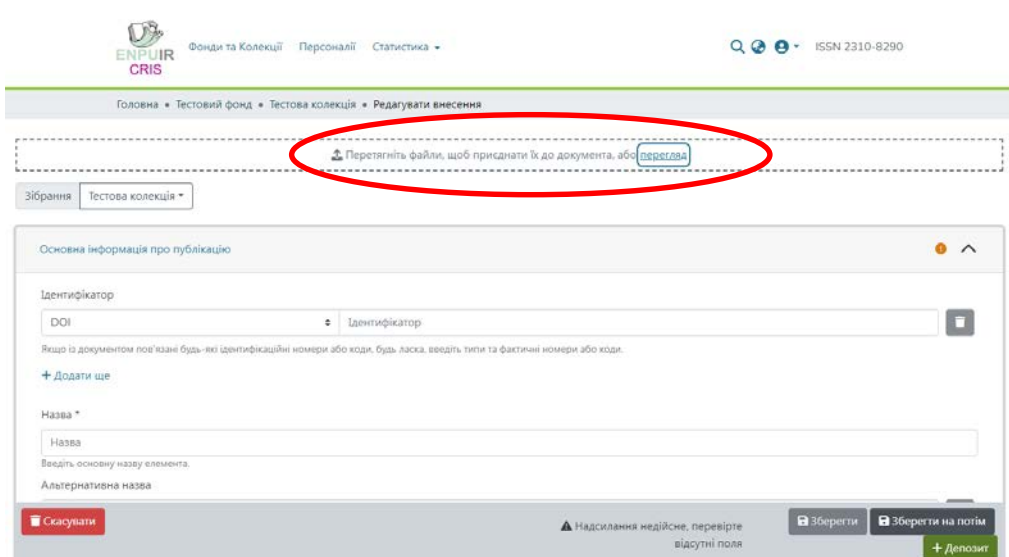 ENPUIR
CRIS
Фонди та Колекції Персоналії Статистика
ISSN 2310-8290
Головна • Тестовий фонд • Тестова колекція • Редагувати внесення
Перетягніть файли, щоб приєднати їх до документа, або перегляд
Зібрання Тестова колекція
Основна інформація про публікацію
Ідентифікатор
DOI Ідентифікатор
Якщо із документом пов'язані будь-які ідентифікаційні номери або коди, будь ласка, введіть типи та фактичні номери або коди.
+ Додати ще
Назва *
Назва
Введіть основну назву елемента.
Альтернативна назва
Скасувати
Надсилання недійсне, перевірте
відсутні поля
Зберегти Зберегти на потім
+ Депозит